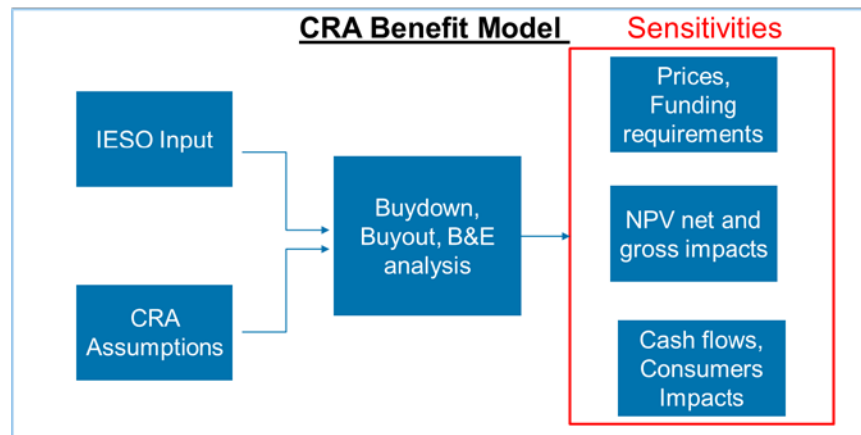 CRA Benefit Model
Sensitivities
IESO Input
CRA
Assumptions
Buydown,
Buyout, B&E
analysis
Prices,
Funding
requirements
NPV net and
gross impacts
Cash flows,
Consumers
Impacts